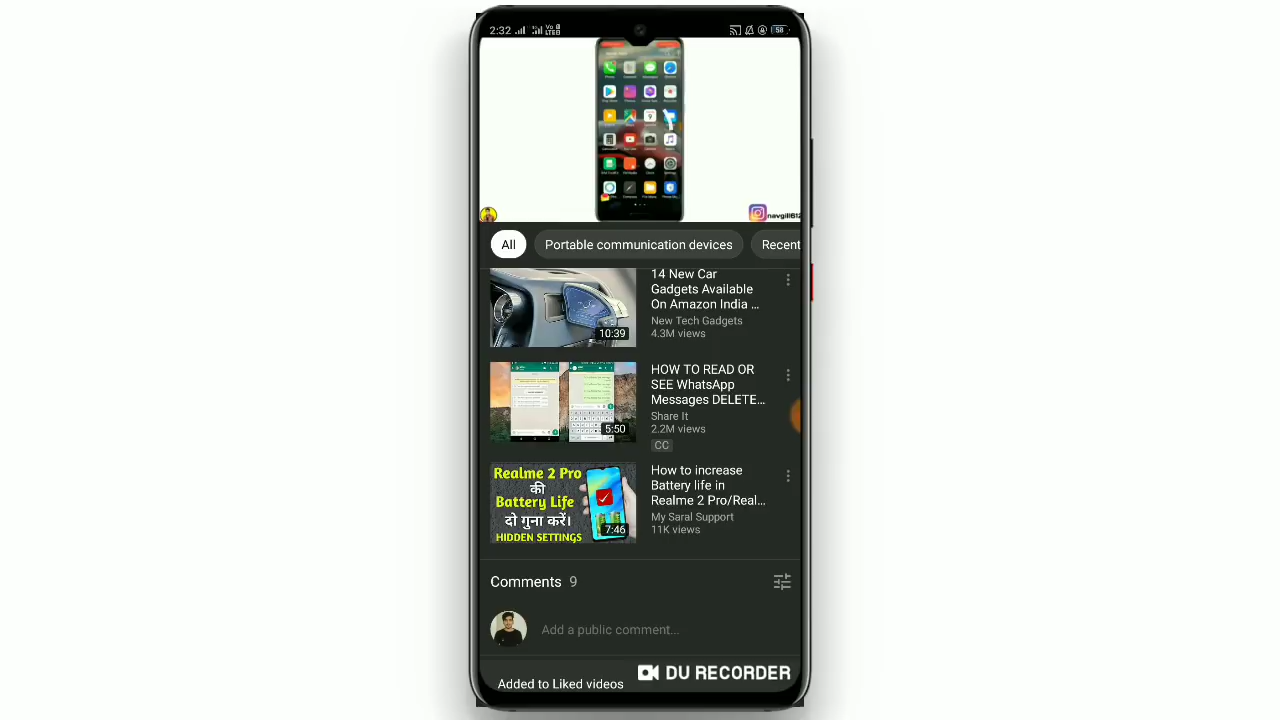 2:32
58
navgill612
All
Portable communication devices
Recent
14 New Car
Gadgets Available
On Amazon India ...
New Tech Gadgets
4.3M views
10:39
HOW TO READ OR
SEE WhatsApp
Messages DELETE...
Share It
2.2M views
CC
5:50
Realme 2 Pro
की
Battery Life
दो गुना करें।
HIDDEN SETTINGS
7:46
How to increase
Battery life in
Realme 2 Pro/Real...
My Saral Support
11K views
Comments 9
Add a public comment...
Added to Liked videos
DU RECORDER